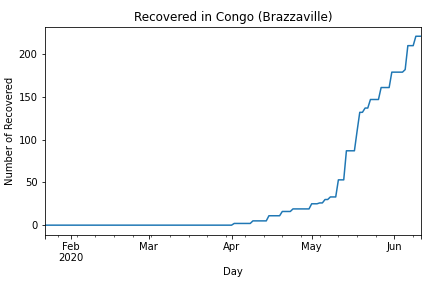 Recovered in Congo (Brazzaville)
Number of Recovered
200
150
100
50
0
Feb
2020
Mar
Apr
May
Jun
Day